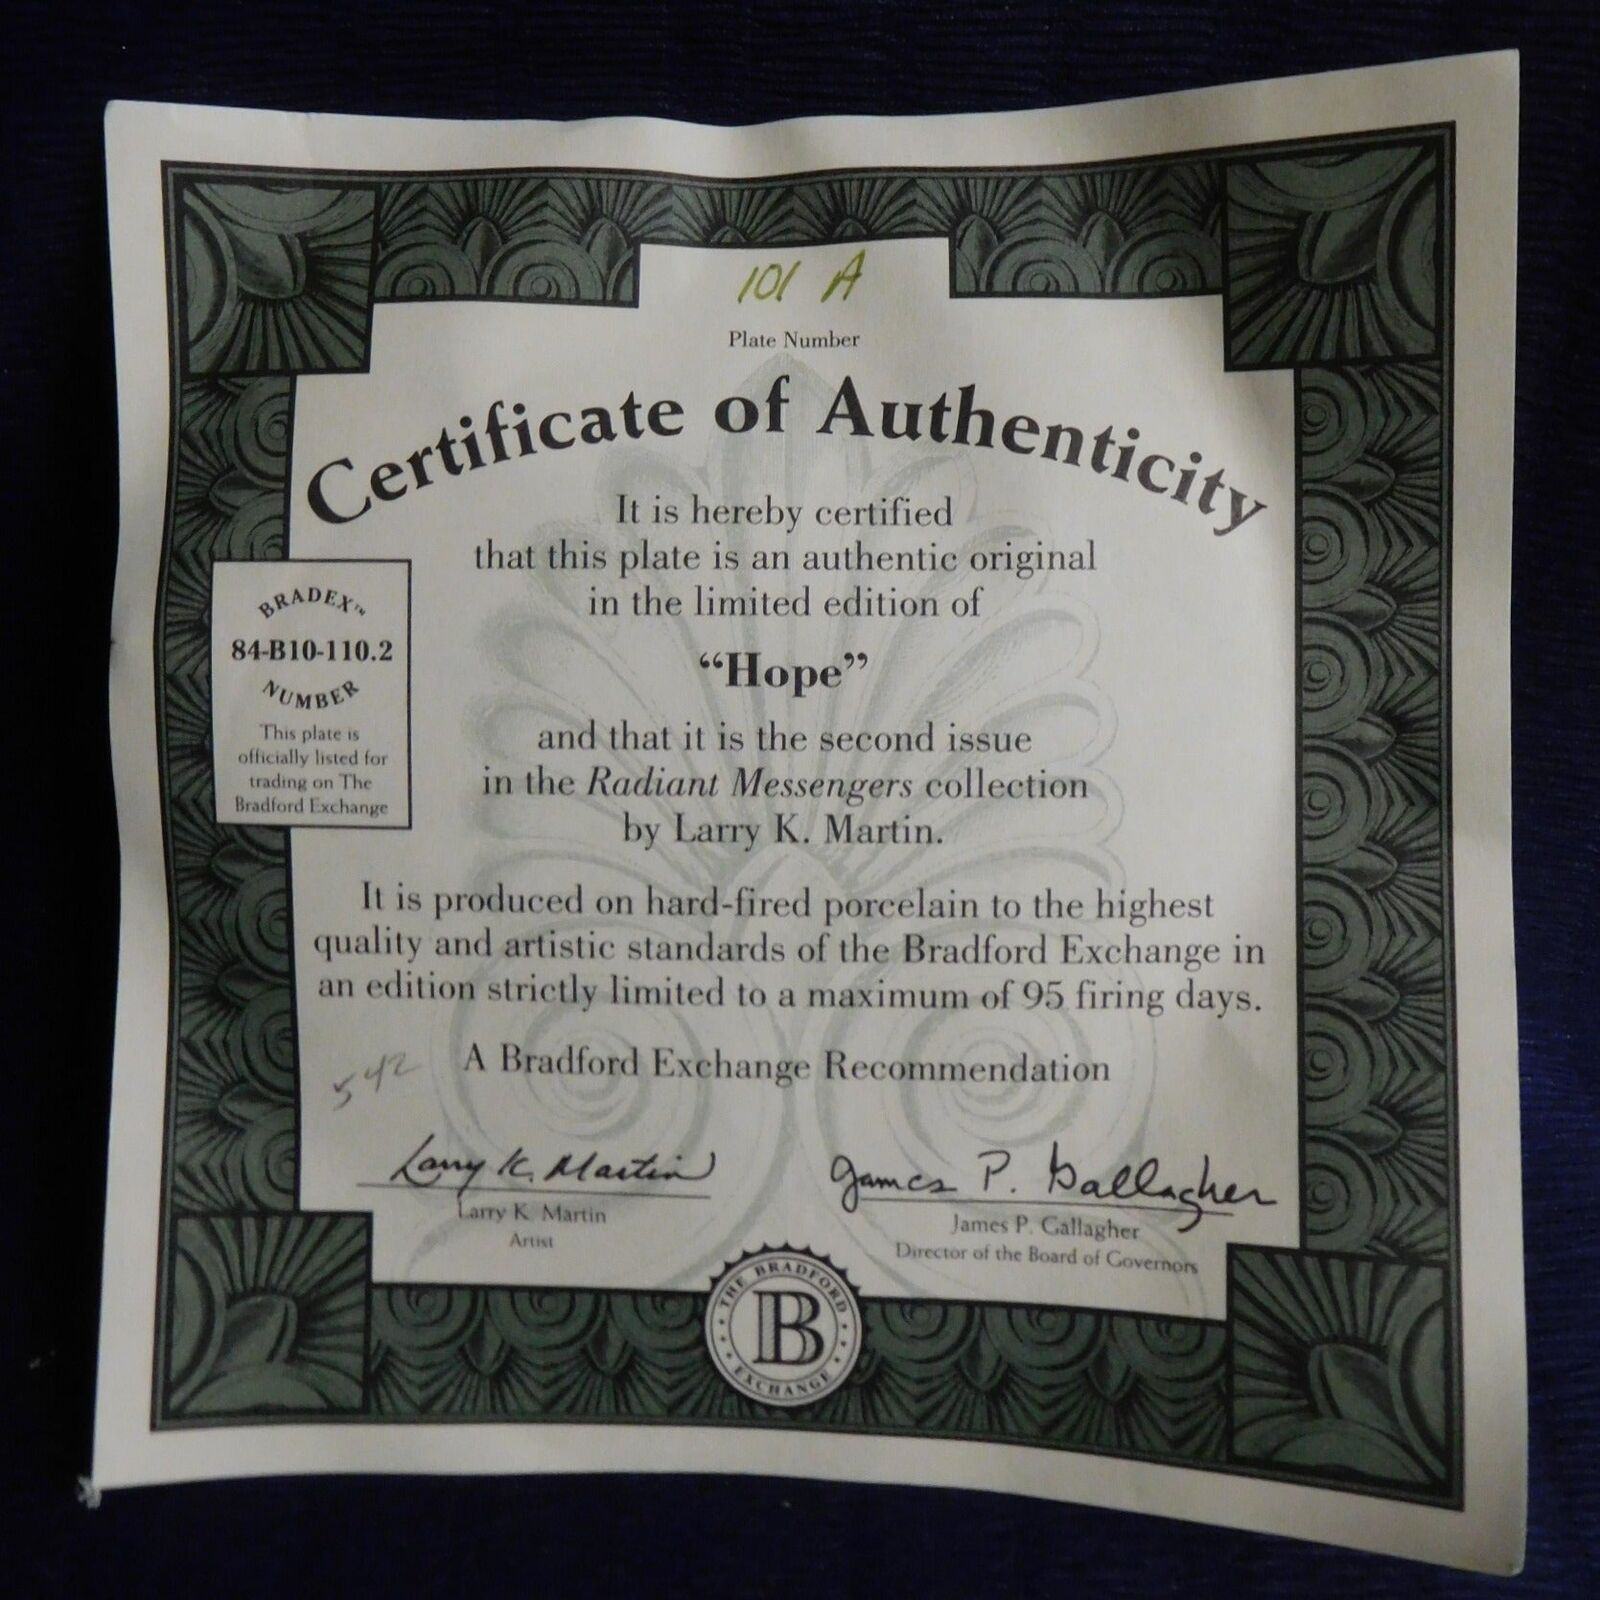 101 A
Plate Number
Certificate of Authenticity
It is hereby certified
that this plate is an authentic original
in the limited edition of
“Hope”
and that it is the second issue
in the Radiant Messengers collection
by Larry K. Martin.
BRADEX™
84-B10-110.2
NUMBER
This plate is
officially listed for
trading on The
Bradford Exchange
It is produced on hard-fired porcelain to the highest
quality and artistic standards of the Bradford Exchange in
an edition strictly limited to a maximum of 95 firing days.
A Bradford Exchange Recommendation
542
Larry K. Martin
Larry K. Martin
Artist
James P. Gallagher
James P. Gallagher
Director of the Board of Governors
THE BRADFORD
B
EXCHANGE